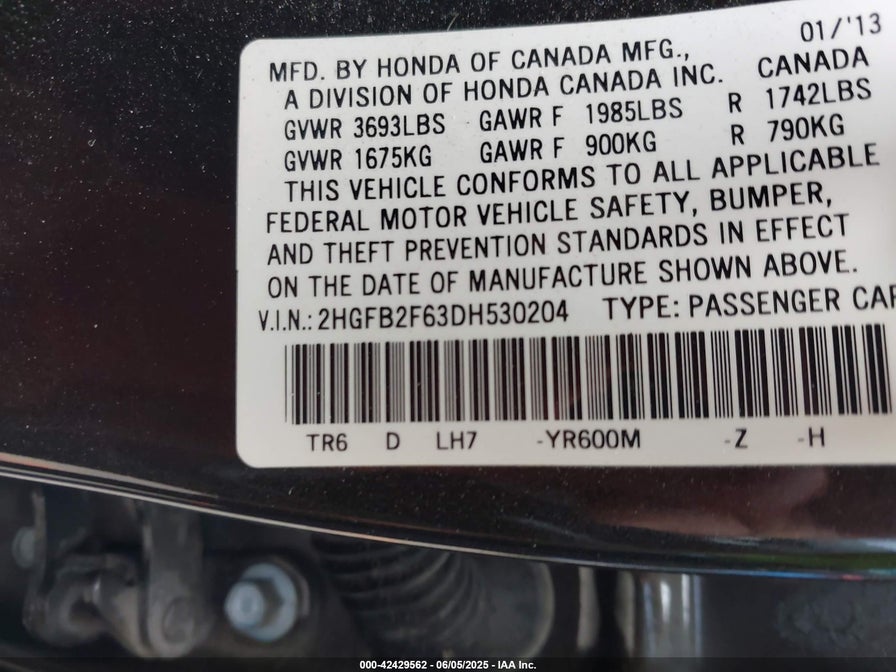 01/'13
MFD. BY HONDA OF CANADA MFG.,
A DIVISION OF HONDA CANADA INC. CANADA
GVWR 3693LBS GAWR F 1985LBS R 1742LBS
GVWR 1675KG GAWR F 900KG R 790KG
THIS VEHICLE CONFORMS TO ALL APPLICABLE
FEDERAL MOTOR VEHICLE SAFETY, BUMPER,
AND THEFT PREVENTION STANDARDS IN EFFECT
ON THE DATE OF MANUFACTURE SHOWN ABOVE.
V.I.N.: 2HGFB2F63DH530204 TYPE: PASSENGER CAR
TR6 D LH7 -YR600M -Z -H
000-42429562 - 06/05/2025 - IAA Inc.